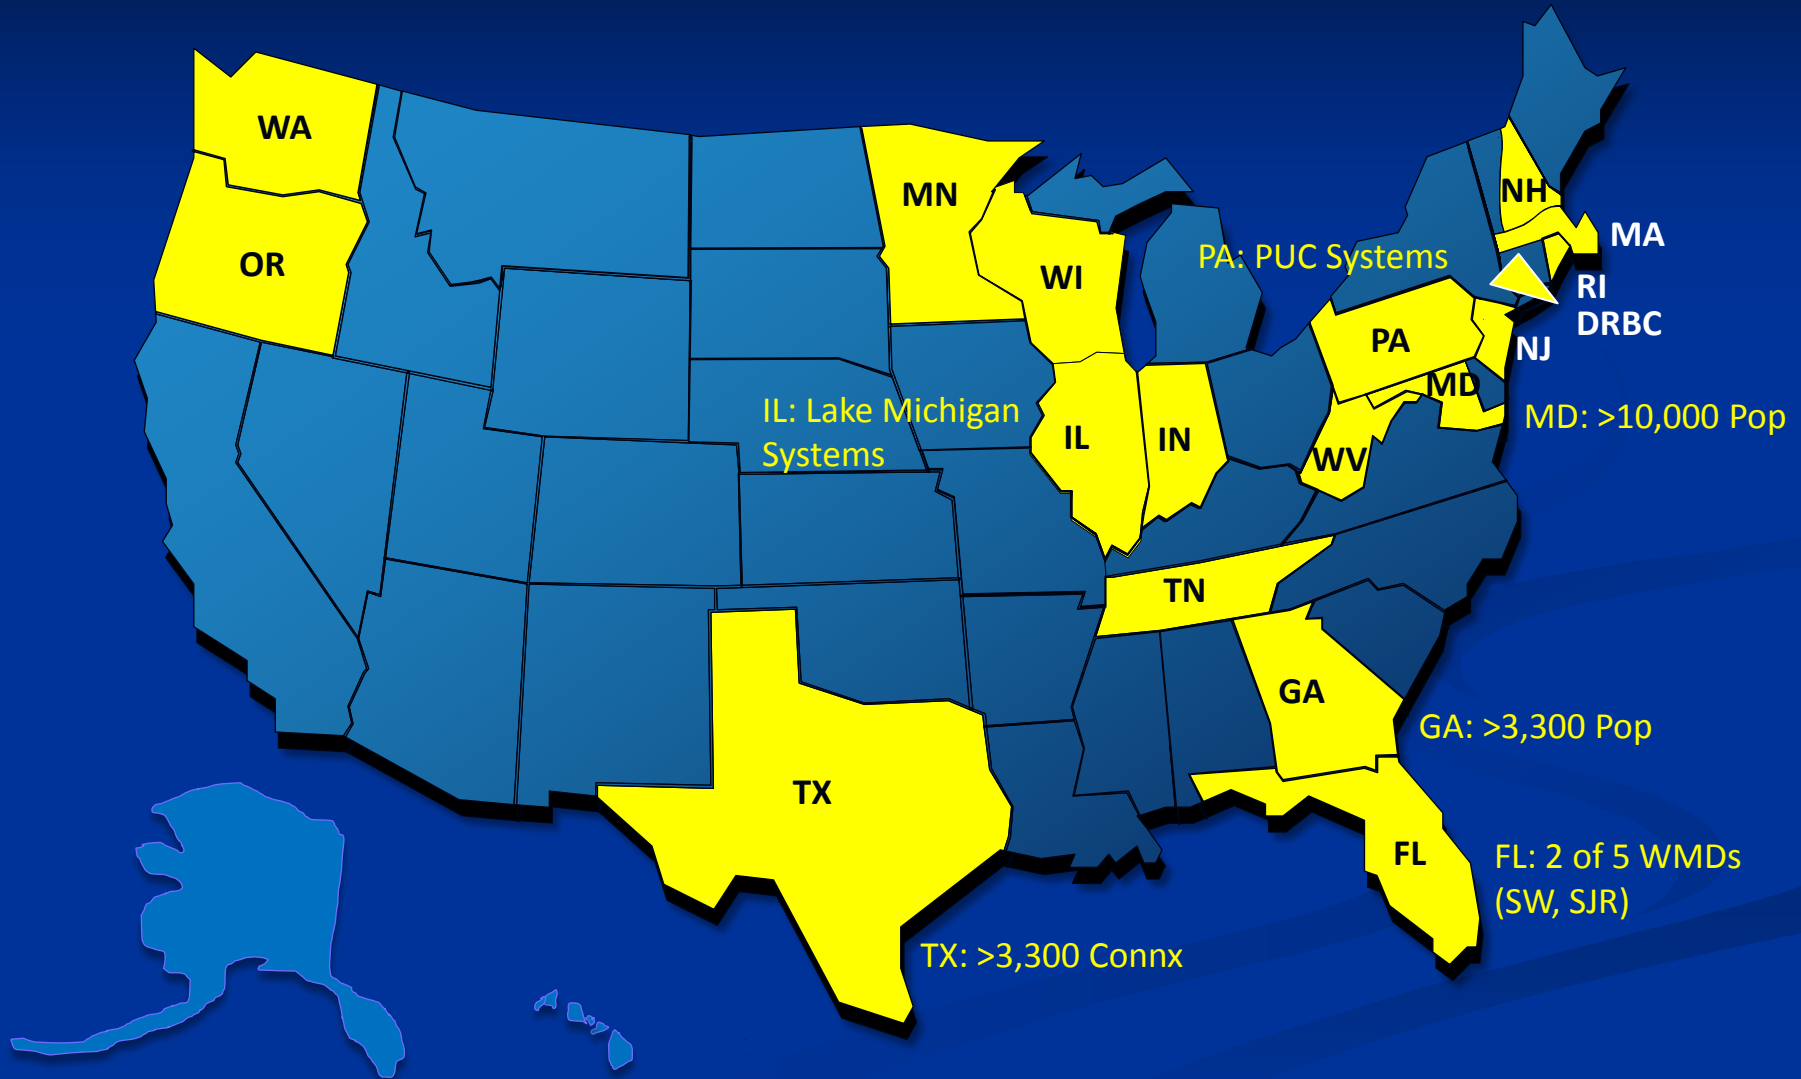 WA
MN
NH
MA
OR
PA: PUC Systems
WI
RI
DRBC
PA
NJ
MD
IL: Lake Michigan
Systems
MD: >10,000 Pop
IL
IN
WV
TN
GA
GA: >3,300 Pop
TX
FL
FL: 2 of 5 WMDs
(SW, SJR)
TX: >3,300 Connx